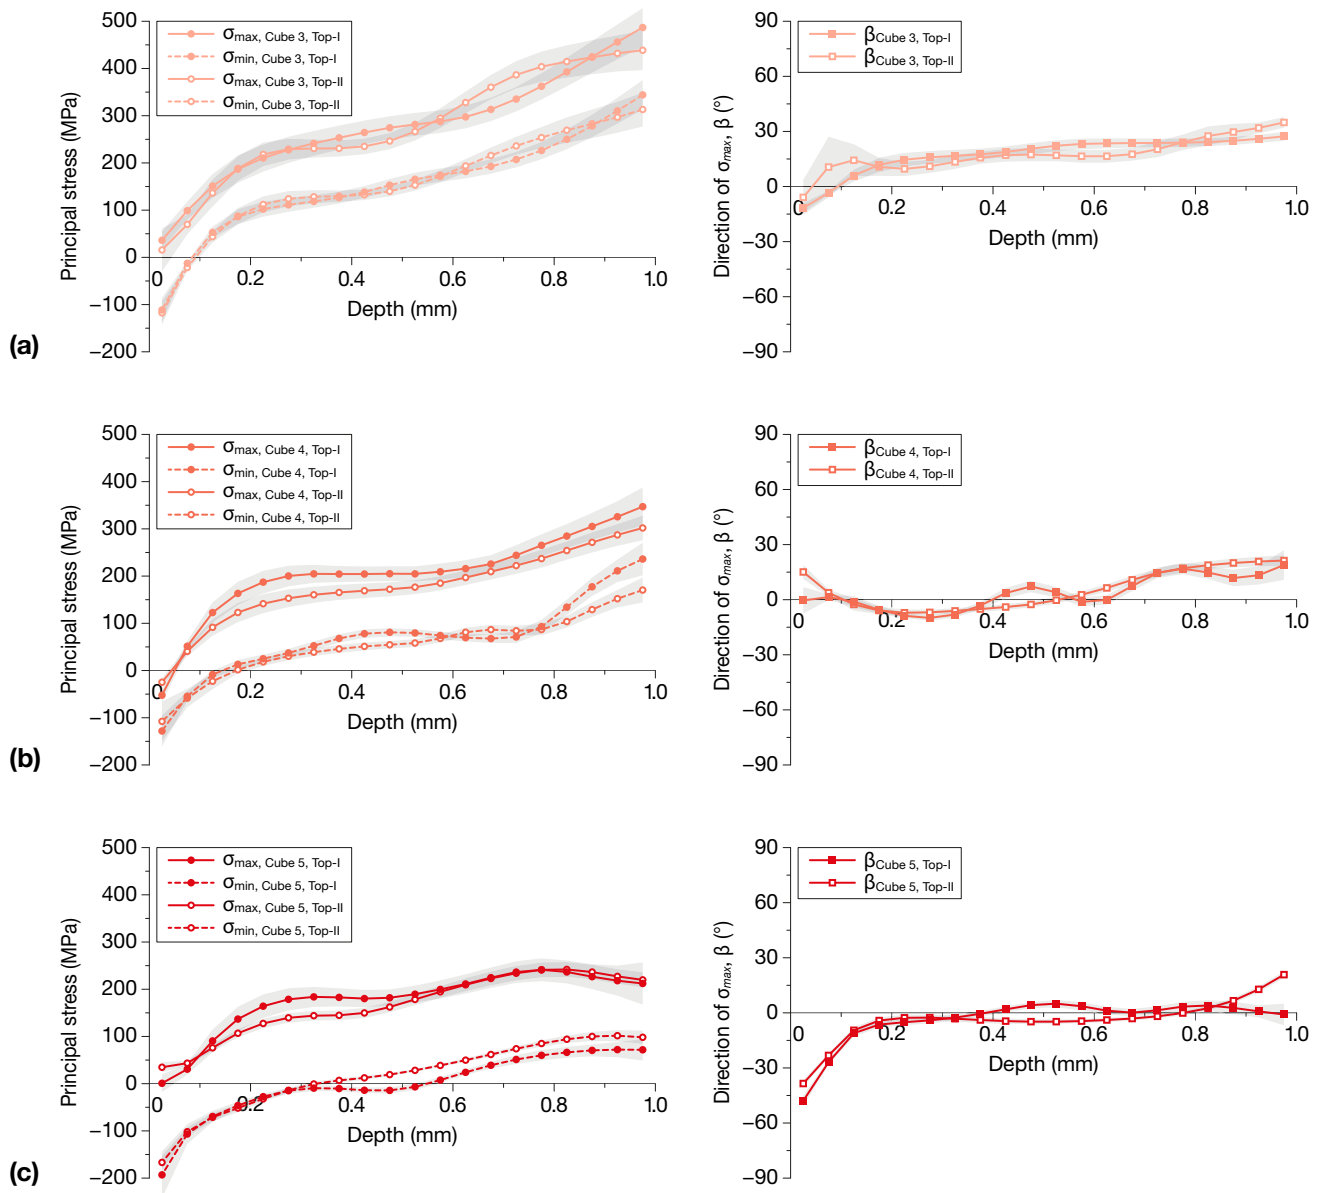 500
400
300
200
100
0
−100
−200
0
0.2
0.4
0.6
0.8
1.0
Principal stress (MPa)
Depth (mm)
σmax, Cube 3, Top-I
σmin, Cube 3, Top-I
σmax, Cube 3, Top-II
σmin, Cube 3, Top-II
90
60
30
0
−30
−60
−90
0
0.2
0.4
0.6
0.8
1.0
Direction of σmax, β (°)
Depth (mm)
βCube 3, Top-I
βCube 3, Top-II
(a)
500
400
300
200
100
0
−100
−200
0
0.2
0.4
0.6
0.8
1.0
Principal stress (MPa)
Depth (mm)
σmax, Cube 4, Top-I
σmin, Cube 4, Top-I
σmax, Cube 4, Top-II
σmin, Cube 4, Top-II
90
60
30
0
−30
−60
−90
0.2
0.4
0.6
0.8
1.0
Direction of σmax, β (°)
Depth (mm)
βCube 4, Top-I
βCube 4, Top-II
(b)
500
400
300
200
100
0
−100
−200
0
0.2
0.4
0.6
0.8
1.0
Principal stress (MPa)
Depth (mm)
σmax, Cube 5, Top-I
σmin, Cube 5, Top-I
σmax, Cube 5, Top-II
σmin, Cube 5, Top-II
90
60
30
0
−30
−60
−90
0.2
0.4
0.6
0.8
1.0
Direction of σmax, β (°)
Depth (mm)
βCube 5, Top-I
βCube 5, Top-II
(c)